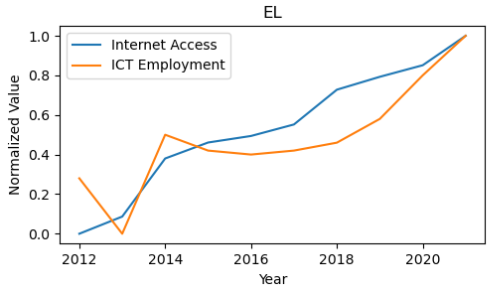 EL
Internet Access
ICT Employment
Normalized Value
1.0
0.8
0.6
0.4
0.2
0.0
2012 2014 2016 2018 2020
Year